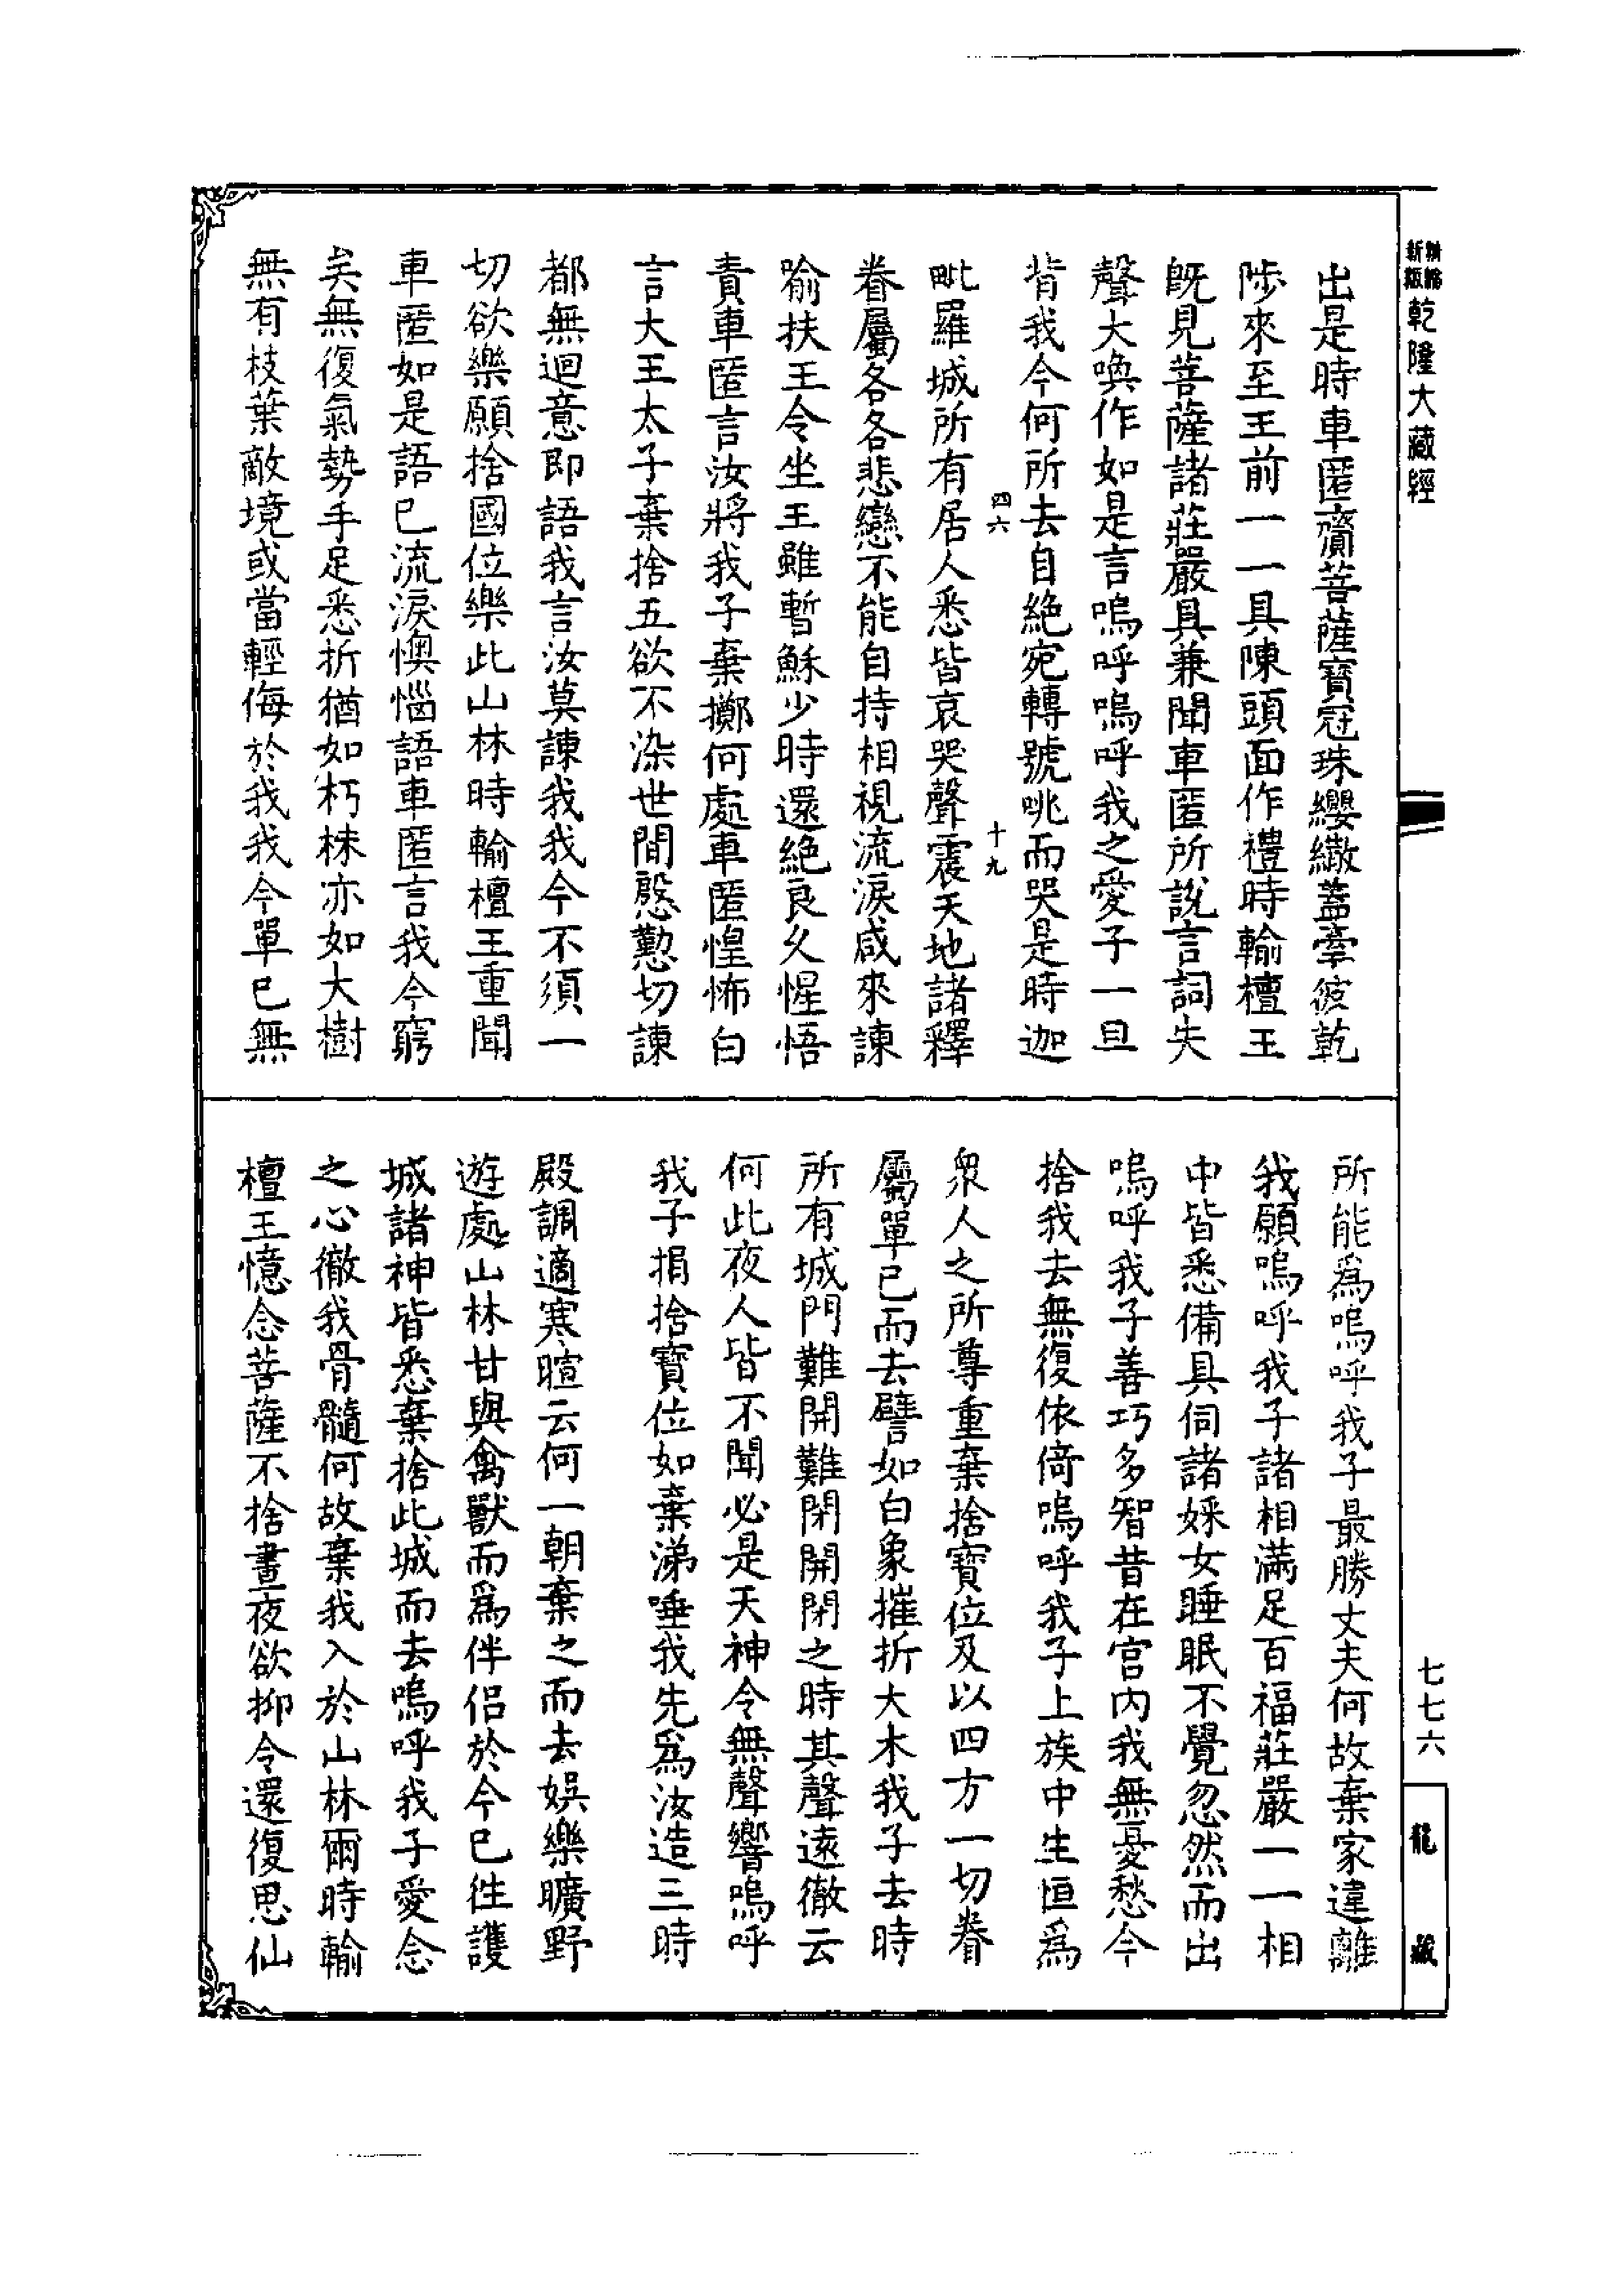 新編
新版
乾隆大藏經
出是時車匿齎菩薩寶冠珠纓繖蓋牽彼乾
陟來至王前一一具陳頭面作禮時輸檀王
既見菩薩諸莊嚴具兼聞車匿所說言詞失
聲大喚作如是言嗚呼嗚呼我之愛子一旦
背我今何所去自絕宛轉號咷而哭是時迦
四六
十九
毗羅城所有居人悉皆哀哭聲震天地諸釋
眷屬各各悲戀不能自持相視流淚咸來諫
喻扶王令坐王雖暫穌少時還絕良久惺悟
責車匿言汝將我子棄擲何處車匿惶怖白
言大王太子棄捨五欲不染世間慇懃切諫
都無迴意即語我言汝莫諫我我今不須一
切欲樂願捨國位樂此山林時輸檀王重聞
車匿如是語已流淚懊惱語車匿言我今窮
矣無復氣勢手足悉折猶如朽株亦如大樹
無有枝葉敵境或當輕侮於我我今單已無
所能為嗚呼我子最勝丈夫何故棄家違離
我願嗚呼我子諸相滿足百福莊嚴一一相
中皆悉備具伺諸婇女睡眠不覺忽然而出
嗚呼我子善巧多智昔在宮內我無憂愁今
捨我去無復依倚嗚呼我子上族中生恒為
眾人之所尊重棄捨寶位及以四方一切眷
屬單已而去譬如白象摧折大木我子去時
所有城門難開難閉開閉之時其聲遠徹云
何此夜人皆不聞必是天神令無聲響嗚呼
我子捐捨寶位如棄涕唾我先為汝造三時
殿調適寒暄云何一朝棄之而去娛樂曠野
遊處山林甘與禽獸而為伴侶於今已往護
城諸神皆悉棄捨此城而去嗚呼我子愛念
之心徹我骨髓何故棄我入於山林爾時輸
檀王憶念菩薩不捨晝夜欲抑令還復思仙
七七六
龍藏